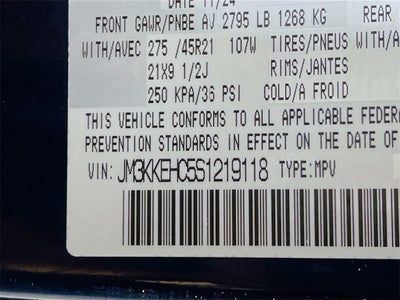 DATE 11/24
FRONT GAWR/PNBE AJ 2795 LB 1268 KG REAR
WITH/AVEC 275 /45R21 107W TIRES/PNEUS WITH/A
21X9 1/2J RIMS/JANTES
250 KPA/36 PSI COLD/A FROID
THIS VEHICLE CONFORMS TO ALL APPLICABLE FEDERA
PREVENTION STANDARDS IN EFFECT ON THE DATE OF
VIN: JM3KKEHC5S1219118 TYPE:MPV